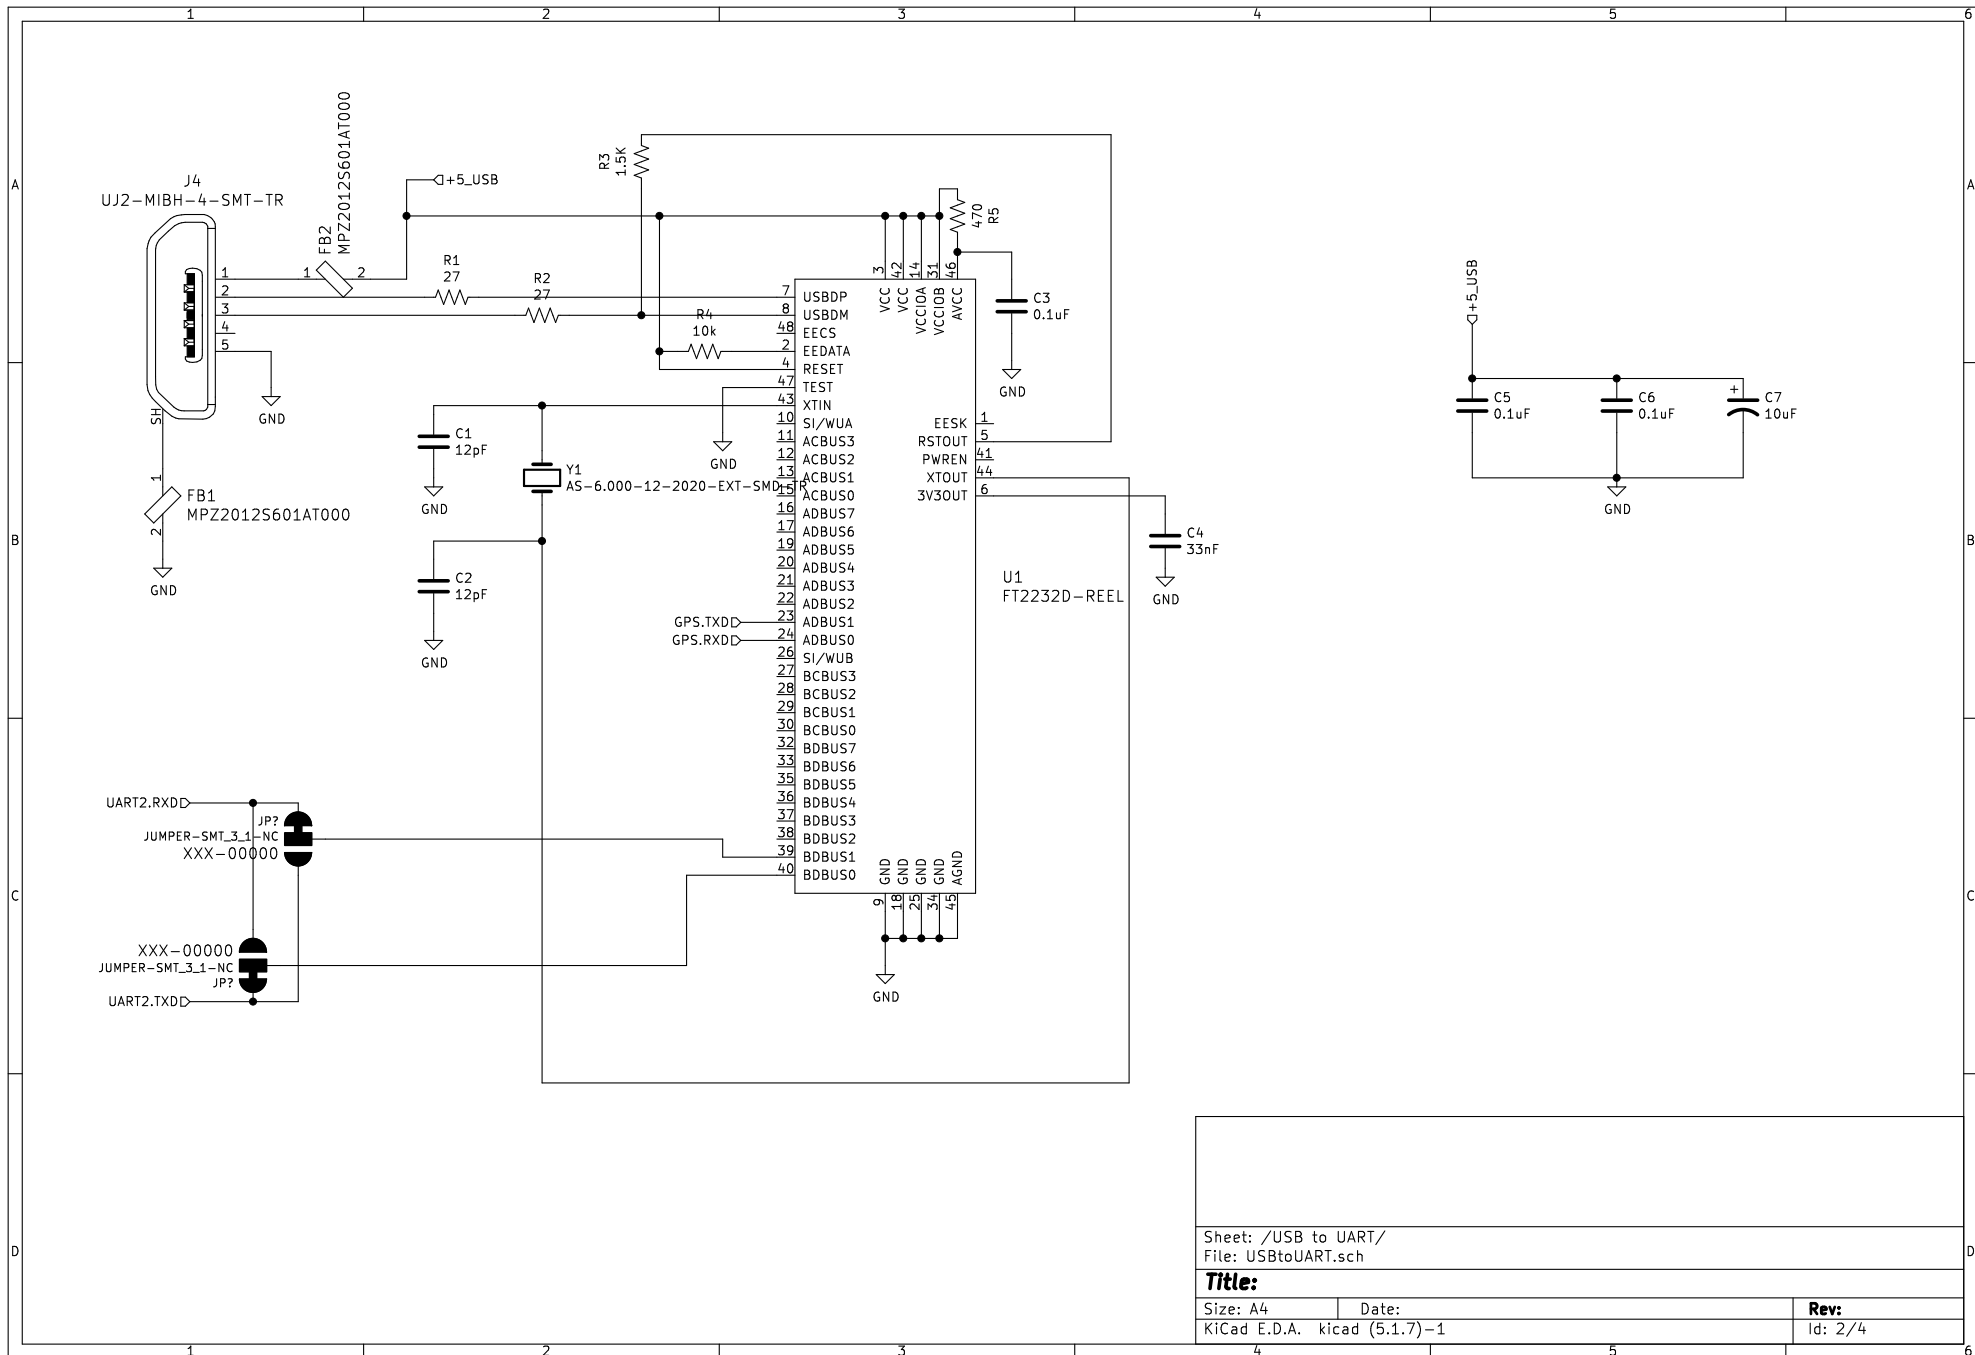 1 2 3 4 5 6
A A
B B
C C
D D
J4
UJ2-MIBH-4-SMT-TR
1
2
3
4
5
SH
GND
1
FB1
MPZ2012S601AT000
2
GND
FB2
MPZ2012S601AT000
1 2
+5_USB
R1
27
R2
27
R3
1.5K
R4
10k
470
R5
C3
0.1uF
GND
GND
C1
12pF
GND
Y1
AS-6.000-12-2020-EXT-SMD-TR
C2
12pF
GND
GPS.TXD
GPS.RXD
3 VCC
42 VCC
14 VCCIOA
31 VCCIOB
46 AVCC
7 USBDP
8 USBDM
48 EECS
2 EEDATA
4 RESET
47 TEST
43 XTIN
10 SI/WUA
11 ACBUS3
12 ACBUS2
13 ACBUS1
15 ACBUS0
16 ADBUS7
17 ADBUS6
19 ADBUS5
20 ADBUS4
21 ADBUS3
22 ADBUS2
23 ADBUS1
24 ADBUS0
26 SI/WUB
27 BCBUS3
28 BCBUS2
29 BCBUS1
30 BCBUS0
32 BDBUS7
33 BDBUS6
35 BDBUS5
36 BDBUS4
37 BDBUS3
38 BDBUS2
39 BDBUS1
40 BDBUS0
EESK 1
RSTOUT 5
PWREN 41
XTOUT 44
3V3OUT 6
GND 9
GND 18
GND 25
GND 34
AGND 45
GND
U1
FT2232D-REEL
C4
33nF
GND
+5_USB
C5
0.1uF
C6
0.1uF
+
C7
10uF
GND
UART2.RXD
JP?
JUMPER-SMT_3_1-NC
XXX-00000
XXX-00000
JUMPER-SMT_3_1-NC
JP?
UART2.TXD
Sheet: /USB to UART/
File: USBtoUART.sch
Title:
Size: A4 Date: Rev:
KiCad E.D.A. kicad (5.1.7)-1 Id: 2/4
1 2 3 4 5 6